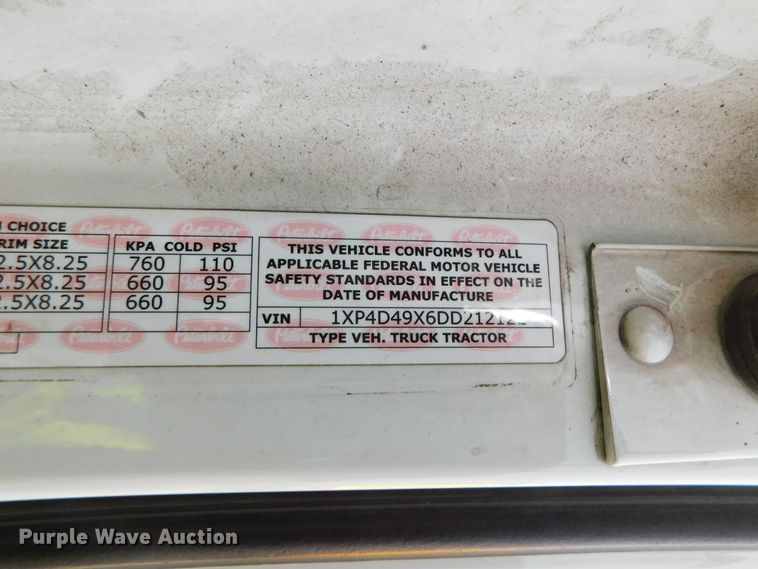 CHOICE
RIM SIZE KPA COLD PSI
2.5X8.25 760 110
2.5X8.25 660 95
2.5X8.25 660 95
THIS VEHICLE CONFORMS TO ALL
APPLICABLE FEDERAL MOTOR VEHICLE
SAFETY STANDARDS IN EFFECT ON THE
DATE OF MANUFACTURE
VIN
TYPE VEH. TRUCK TRACTOR
Peterbilt
Purple Wave Auction